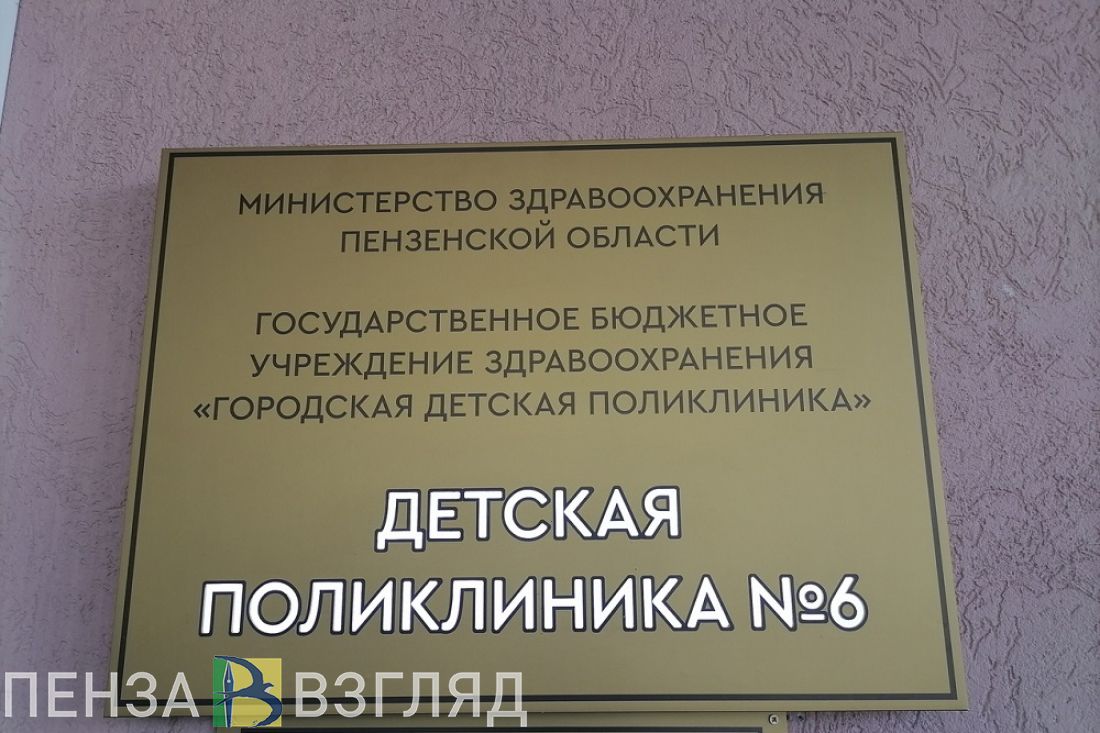 МИНИСТЕРСТВО ЗДРАВООХРАНЕНИЯ
ПЕНЗЕНСКОЙ ОБЛАСТИ
ГОСУДАРСТВЕННОЕ БЮДЖЕТНОЕ
УЧРЕЖДЕНИЕ ЗДРАВООХРАНЕНИЯ
«ГОРОДСКАЯ ДЕТСКАЯ ПОЛИКЛИНИКА»
ДЕТСКАЯ
ПОЛИКЛИНИКА №6
ПЕНЗА В ВЗГЛЯД